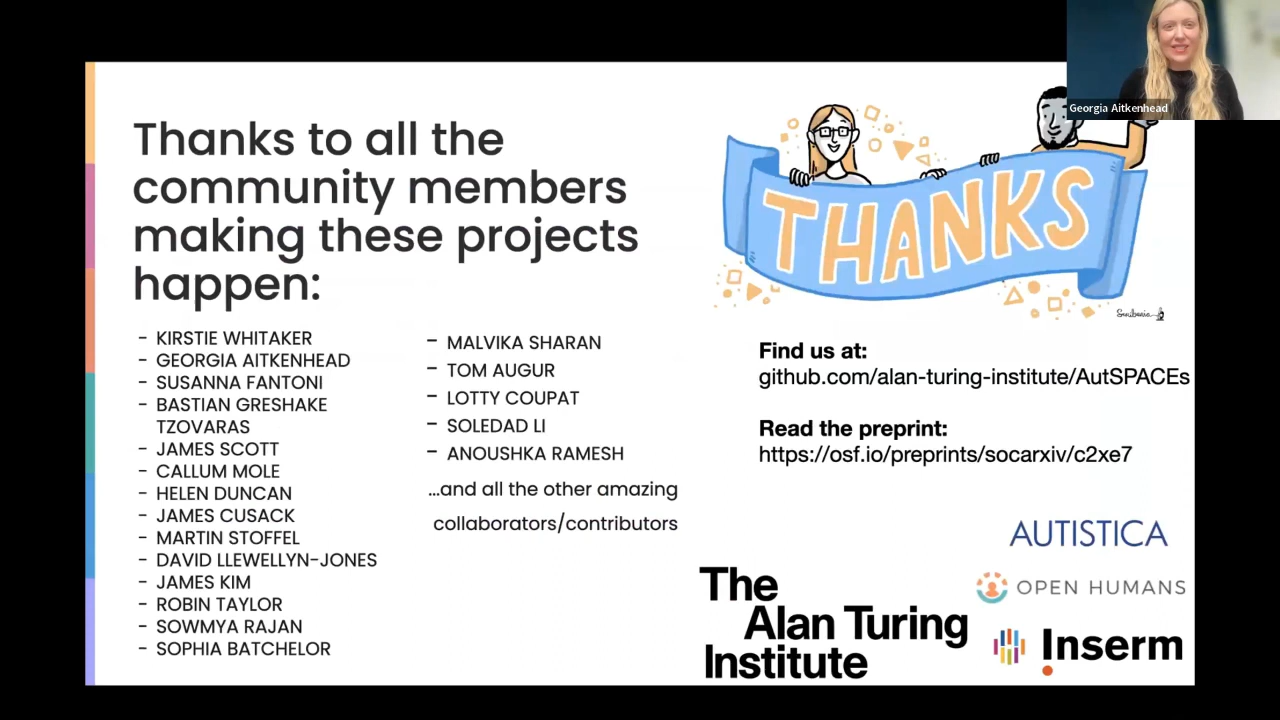 Georgia Aitkenhead
Thanks to all the
community members
making these projects
happen:
- KIRSTIE WHITAKER
- GEORGIA AITKENHEAD
- SUSANNA FANTONI
- BASTIAN GRESHAKE
TZOVARAS
- JAMES SCOTT
- CALLUM MOLE
- HELEN DUNCAN
- JAMES CUSACK
- MARTIN STOFFEL
- DAVID LLEWELLYN-JONES
- JAMES KIM
- ROBIN TAYLOR
- SOWMYA RAJAN
- SOPHIA BATCHELOR
- MALVIKA SHARAN
- TOM AUGUR
- LOTTY COUPAT
- SOLEDAD LI
- ANOUSHKA RAMESH
...and all the other amazing
collaborators/contributors
THANKS
Scriberia
Find us at:
github.com/alan-turing-institute/AutSPACEs
Read the preprint:
https://osf.io/preprints/socarxiv/c2xe7
AUTISTICA
OPEN HUMANS
The
Alan Turing
Institute
Inserm